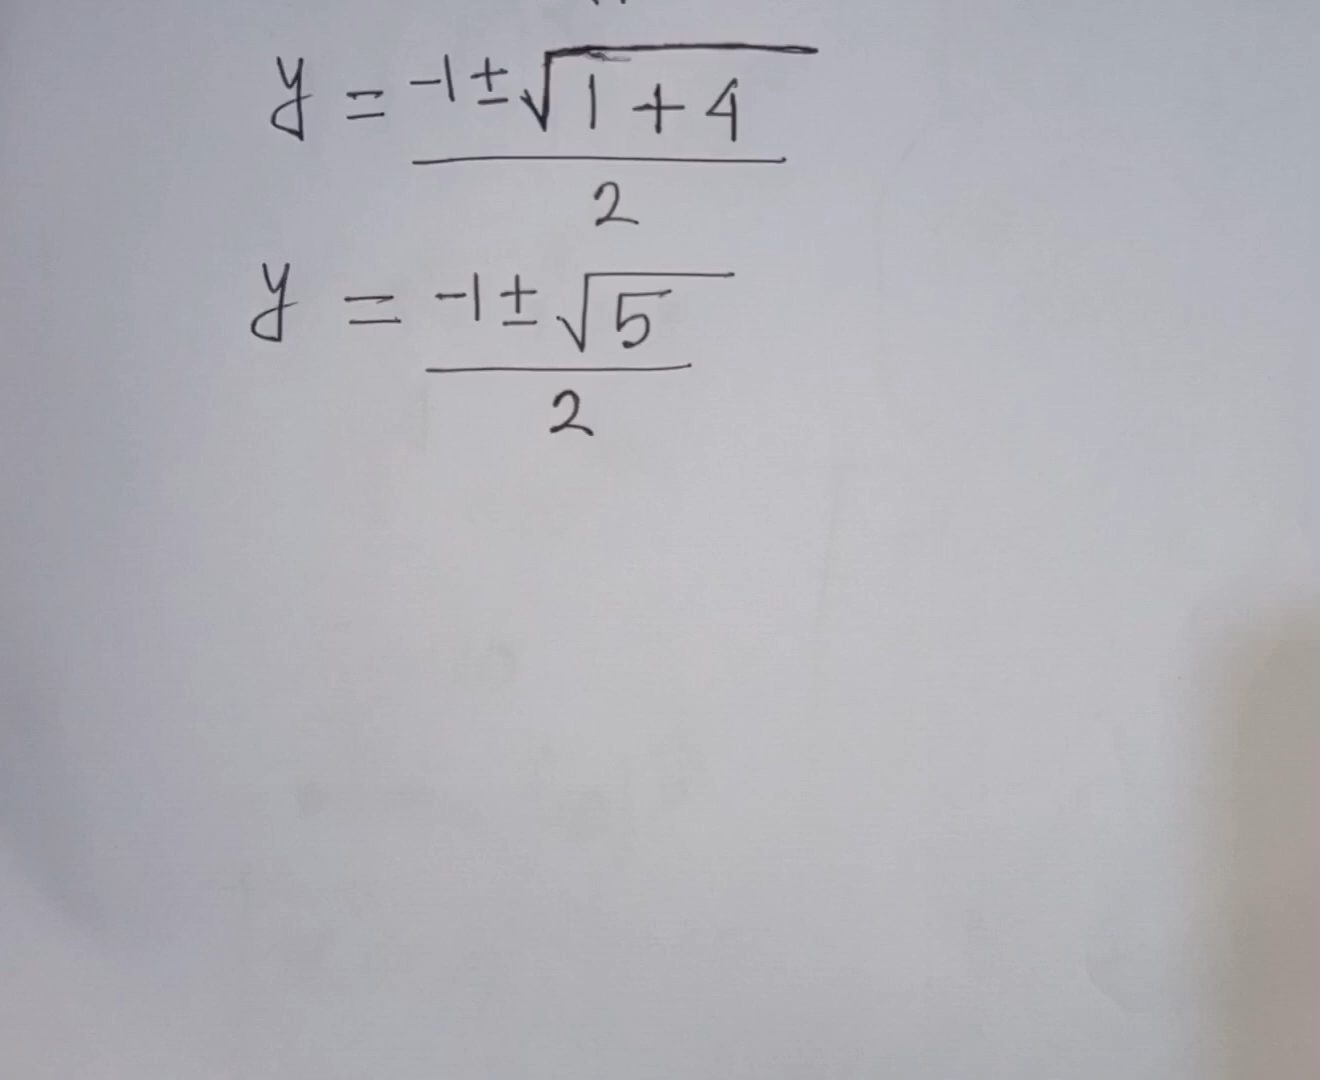 y = (-1 ± √(1 + 4)) / 2
y = (-1 ± √5) / 2